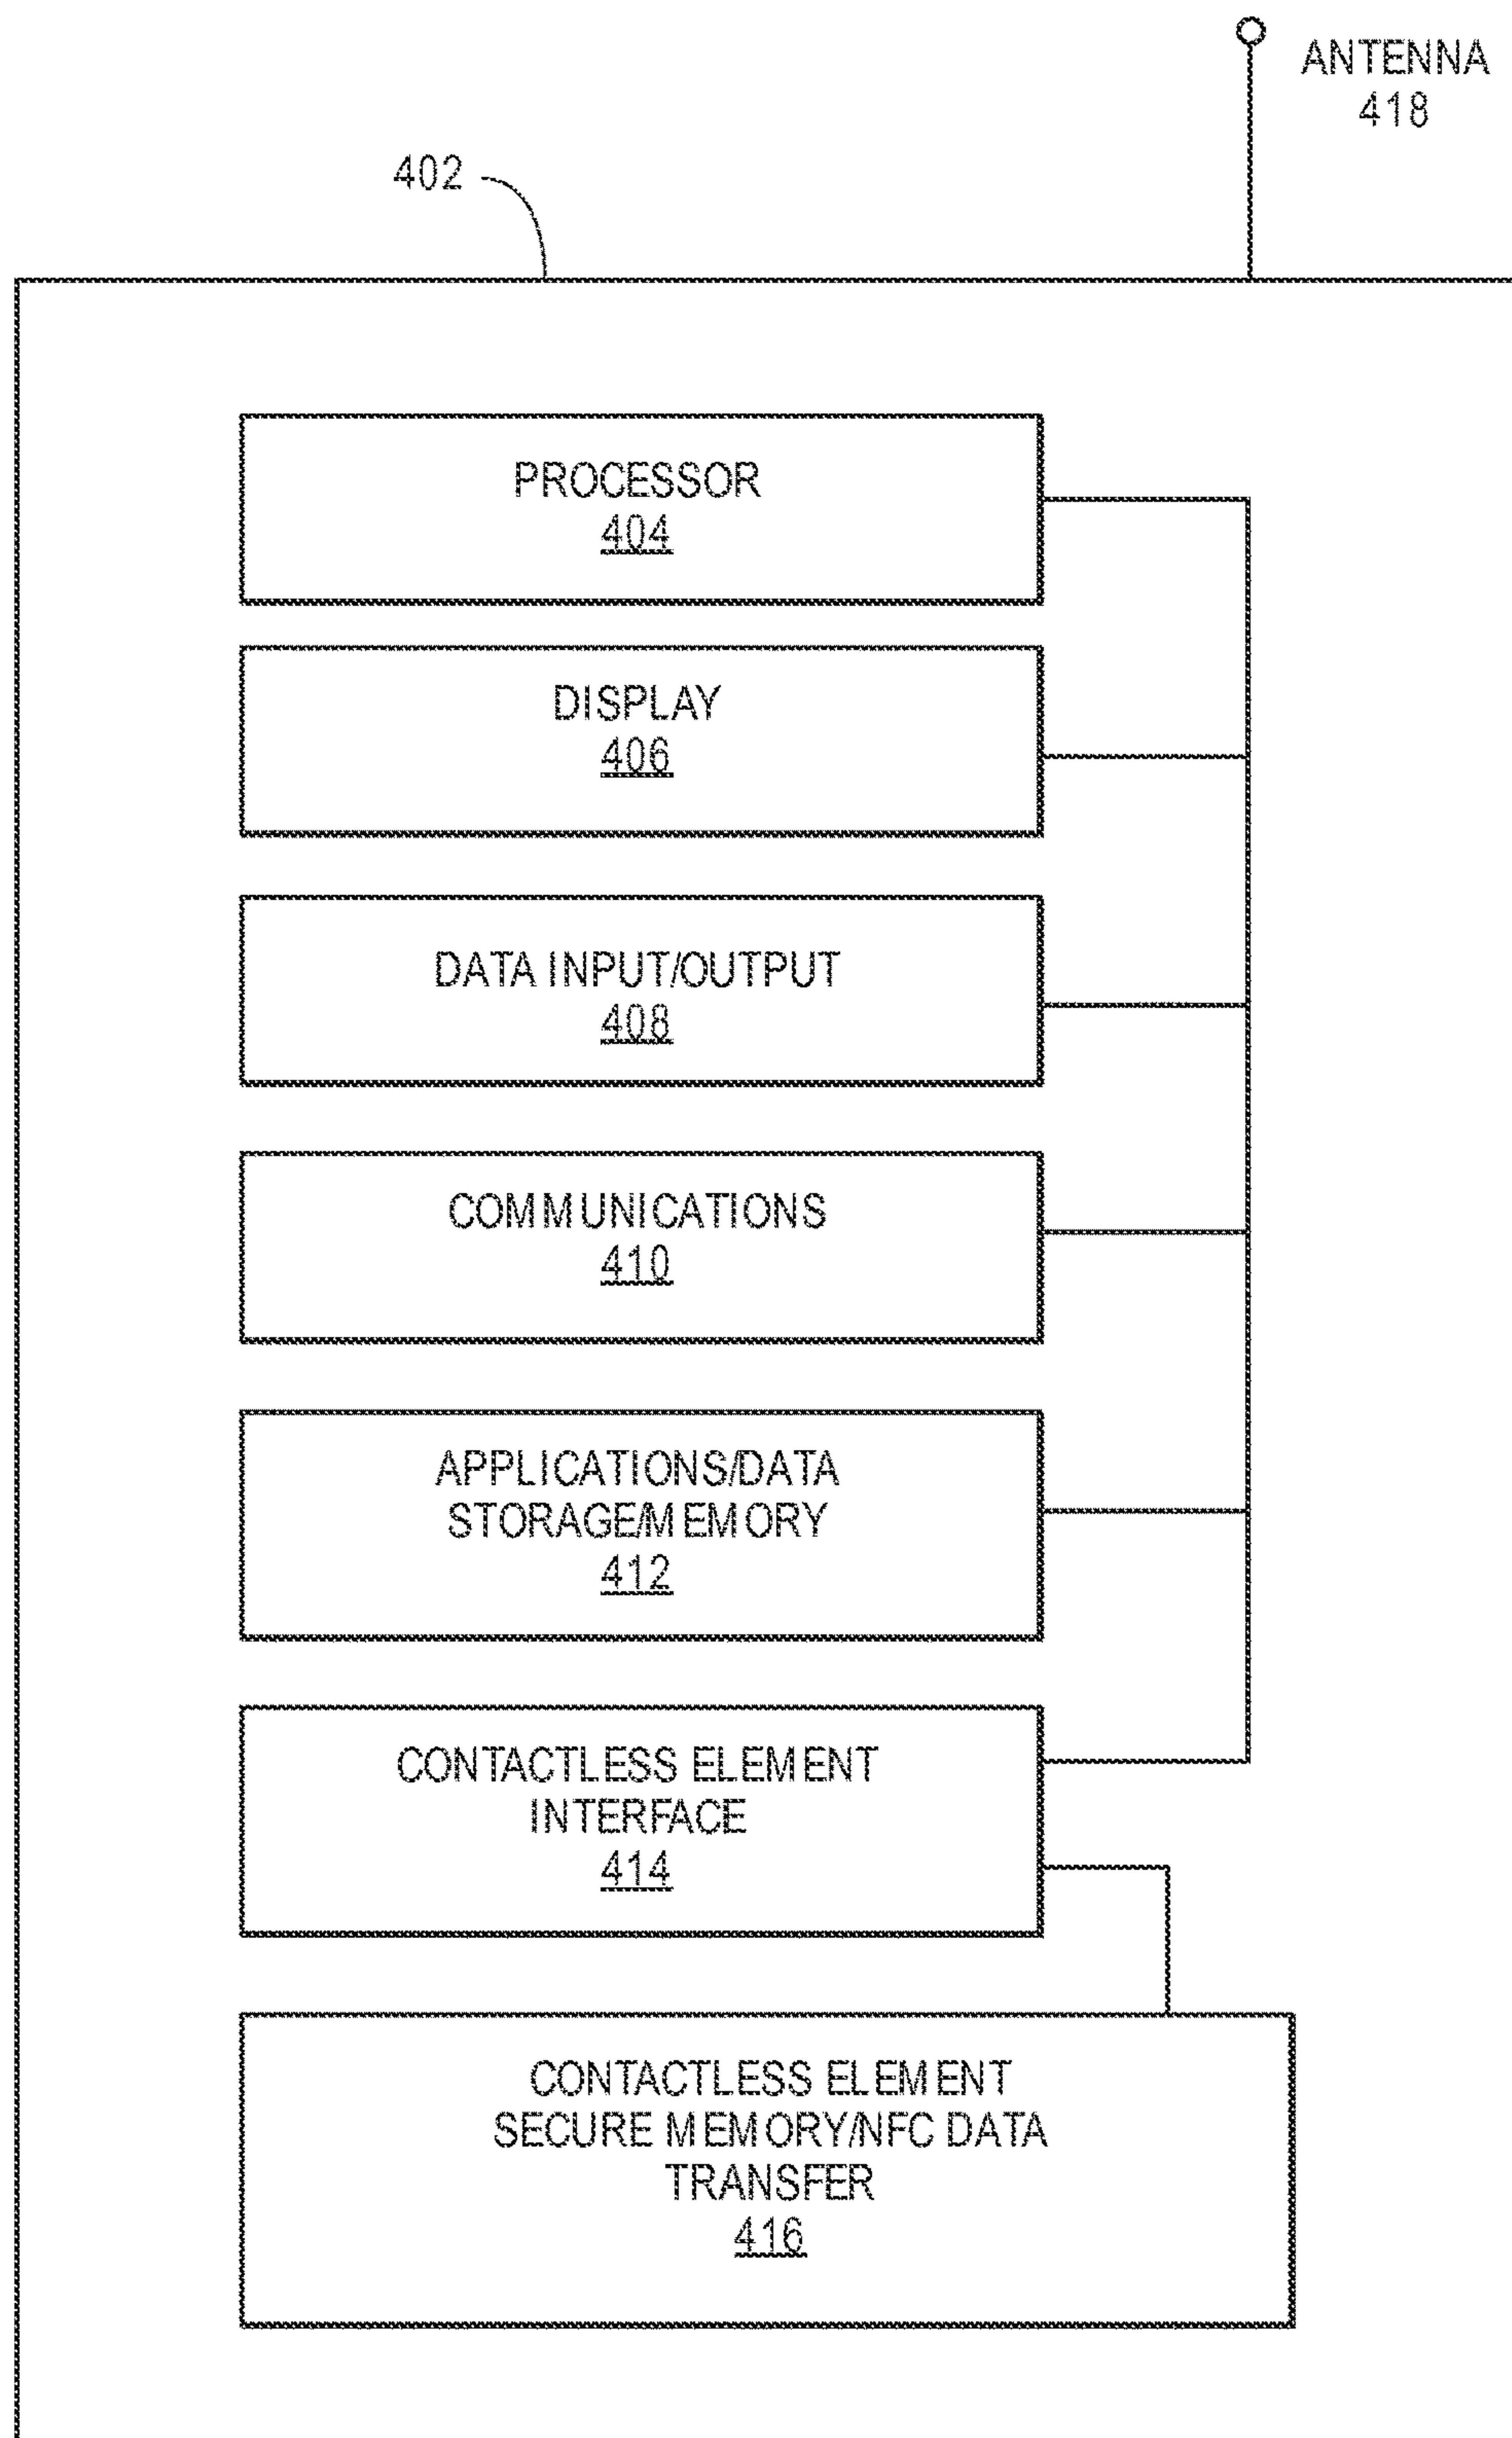 ANTENNA
418
402
PROCESSOR
404
DISPLAY
406
DATA INPUT/OUTPUT
408
COMMUNICATIONS
410
APPLICATIONS/DATA
STORAGE/MEMORY
412
CONTACTLESS ELEMENT
INTERFACE
414
CONTACTLESS ELEMENT
SECURE MEMORY/NFC DATA
TRANSFER
416